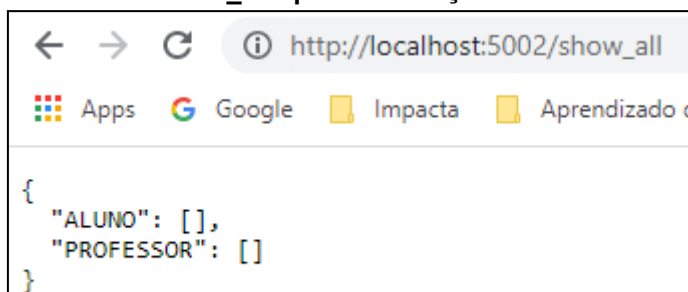 http://localhost:5002/show_all
Apps Google Impacta Aprendizado
{
"ALUNO": [],
"PROFESSOR": []
}